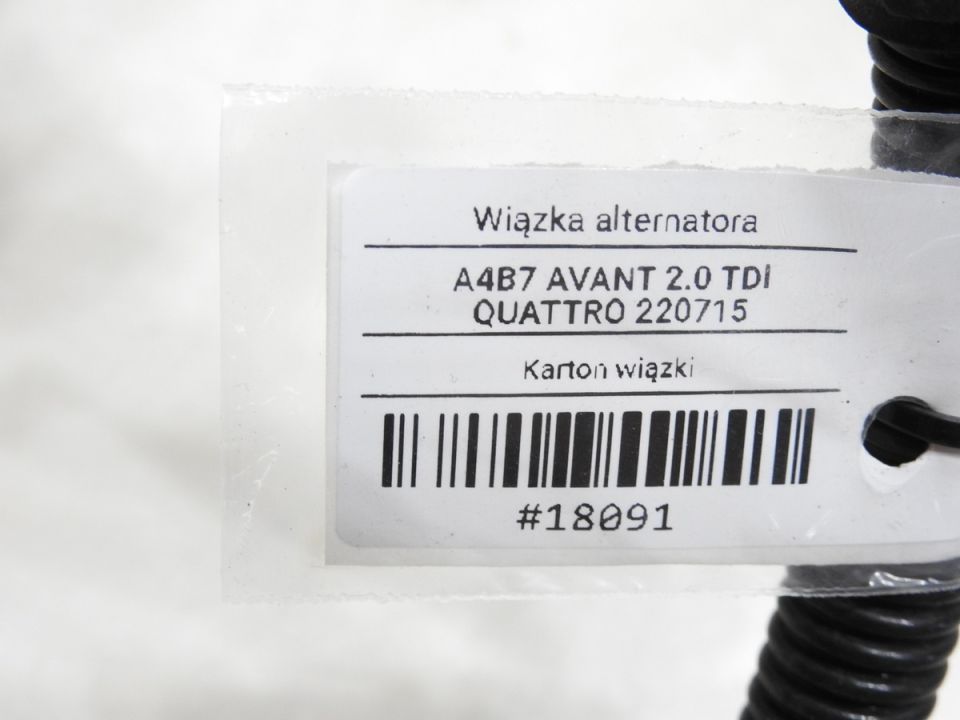 Wiązka alternatora
A4B7 AVANT 2.0 TDI
QUATTRO 220715
Karton wiązki
#18091